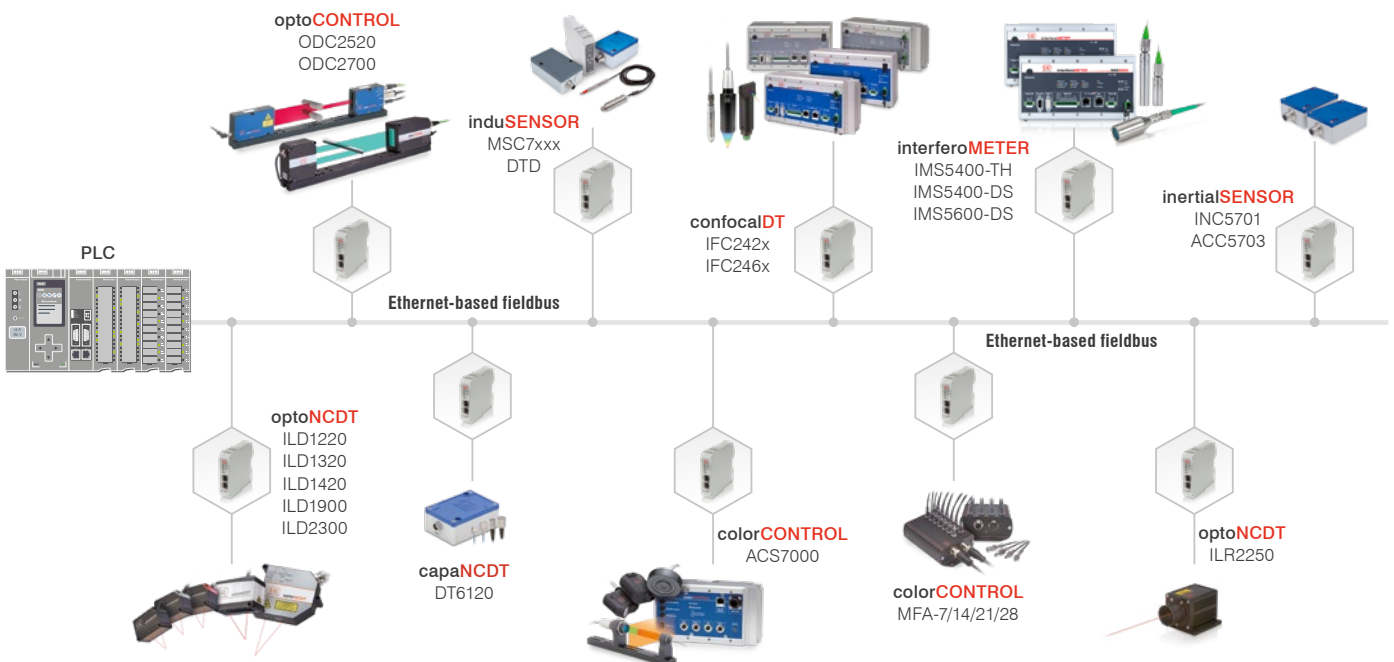 optoCONTROL
ODC2520
ODC2700
induSENSOR
MSC7xxx
DTD
confocalDT
IFC242x
IFC246x
interferoMETER
IMS5400-TH
IMS5400-DS
IMS5600-DS
inertialSENSOR
INC5701
ACC5703
PLC
Ethernet-based fieldbus
Ethernet-based fieldbus
optoNCDT
ILD1220
ILD1320
ILD1420
ILD1900
ILD2300
capaNCDT
DT6120
colorCONTROL
ACS7000
colorCONTROL
MFA-7/14/21/28
optoNCDT
ILR2250